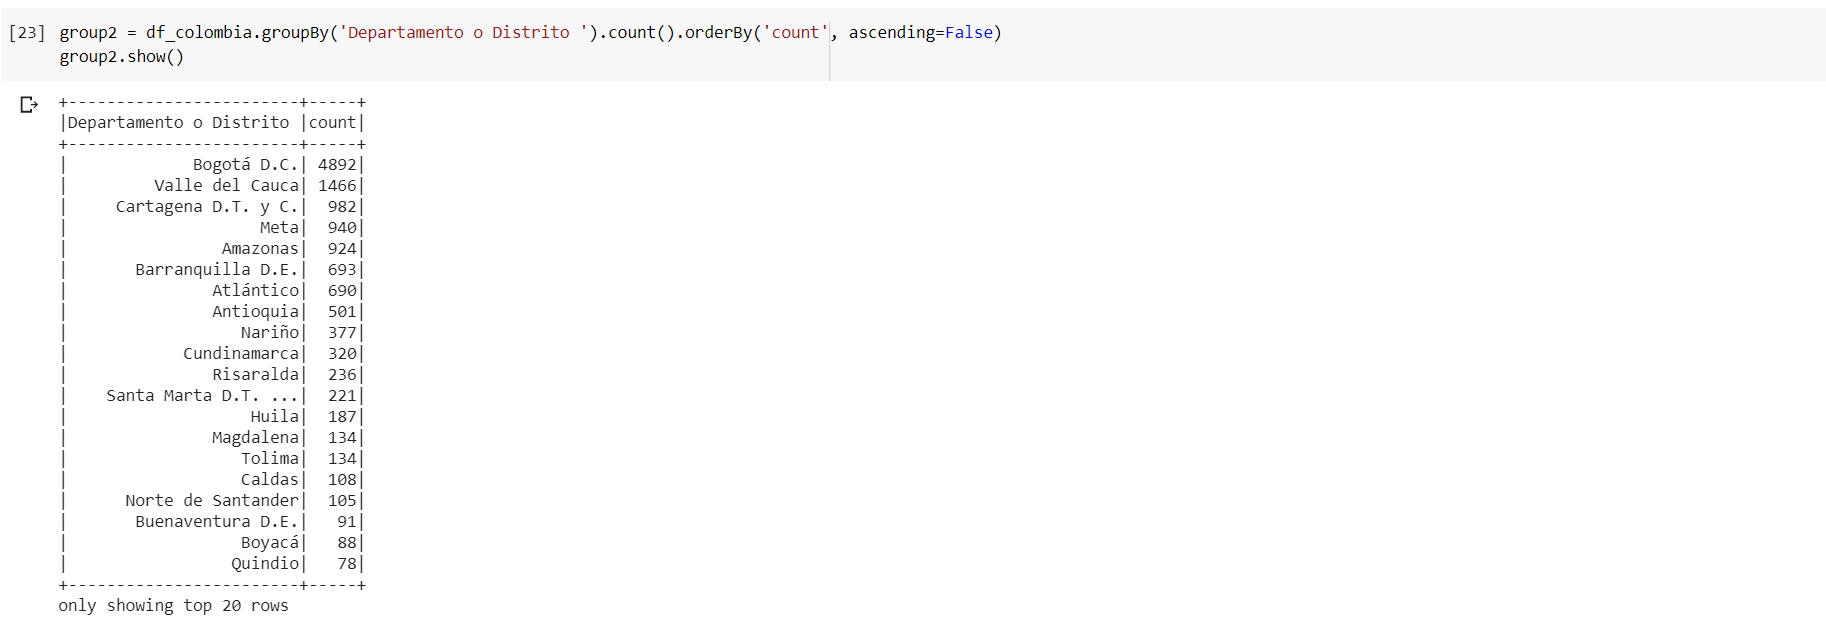 [23] group2 = df_colombia.groupBy('Departamento o Distrito ').count().orderBy('count', ascending=False)
group2.show()
+------------------------+-----+
|Departamento o Distrito |count|
+------------------------+-----+
|             Bogotá D.C.| 4892|
|         Valle del Cauca| 1466|
|     Cartagena D.T. y C.|  982|
|                    Meta|  940|
|                Amazonas|  924|
|       Barranquilla D.E.|  693|
|               Atlántico|  690|
|               Antioquia|  501|
|                  Nariño|  377|
|            Cundinamarca|  320|
|               Risaralda|  236|
|    Santa Marta D.T. ...|  221|
|                   Huila|  187|
|               Magdalena|  134|
|                  Tolima|  134|
|                  Caldas|  108|
|      Norte de Santander|  105|
|       Buenaventura D.E.|   91|
|                  Boyacá|   88|
|                 Quindio|   78|
+------------------------+-----+
only showing top 20 rows